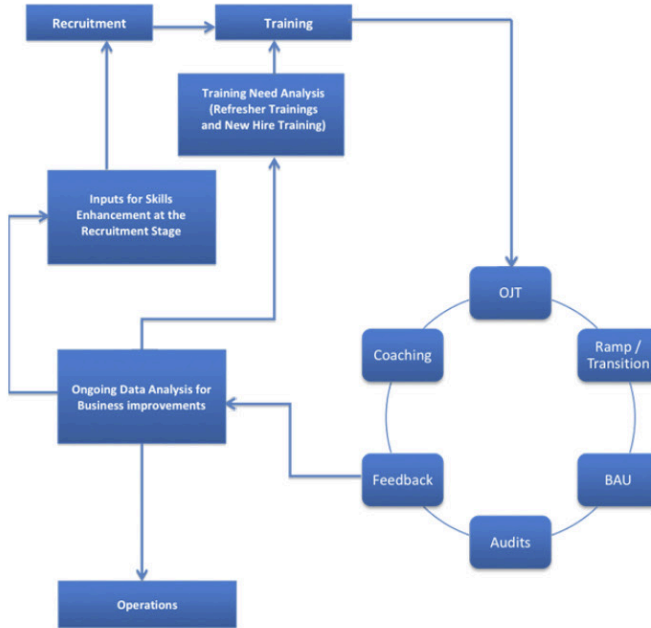 Recruitment
Training
Training Need Analysis
(Refresher Trainings
and New Hire Training)
Inputs for Skills
Enhancement at the
Recruitment Stage
OJT
Coaching
Ramp /
Transition
Ongoing Data Analysis for
Business improvements
Feedback
BAU
Audits
Operations